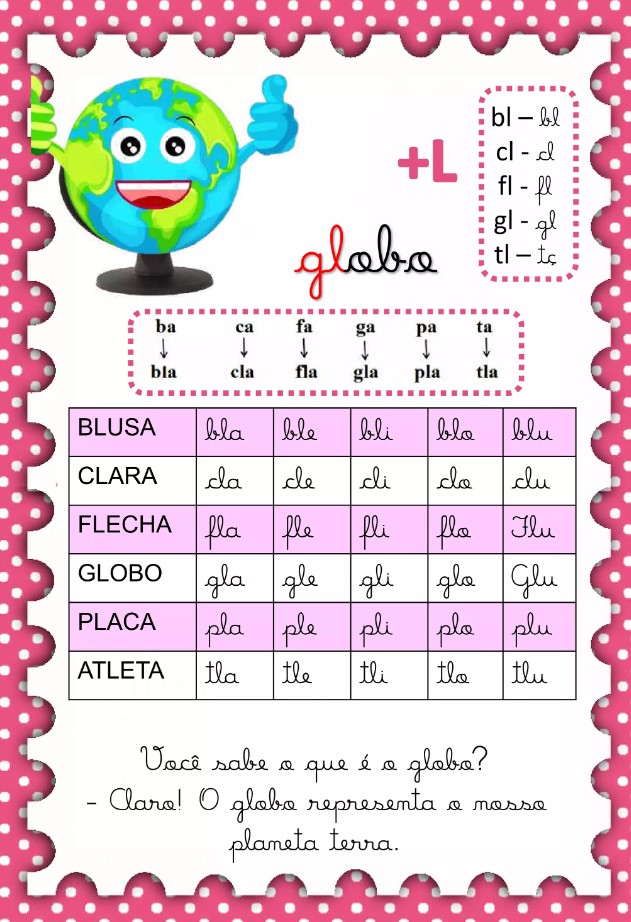 +L
bl – bl
cl - cl
fl - fl
gl - gl
tl – tç
globo
ba ca fa ga pa ta
↓ ↓ ↓ ↓ ↓ ↓
bla cla fla gla pla tla
BLUSA bla ble bli blo blu
CLARA cla cle cli clo clu
FLECHA fla fle fli flo Flu
GLOBO gla gle gli glo Glu
PLACA pla ple pli plo plu
ATLETA tla tle tli tlo tlu
Você sabe o que é o globo?
- Claro! O globo representa o nosso
planeta terra.